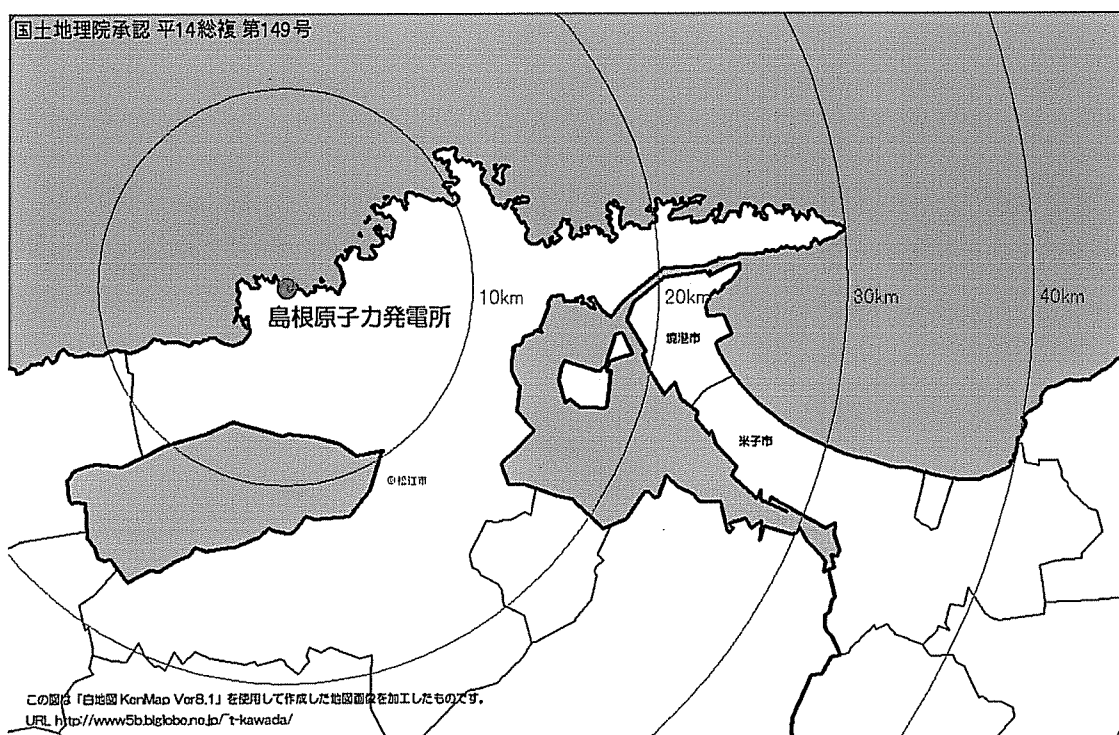 国土地理院承認 平14総複 第149号
島根原子力発電所
10km
20km
30km
40km
境港市
米子市
◎松江市
この図は「白地図 KenMap Ver8.1」を使用して作成した地図画像を加工したものです。
URL http://www5b.biglobe.ne.jp/~t-kawada/